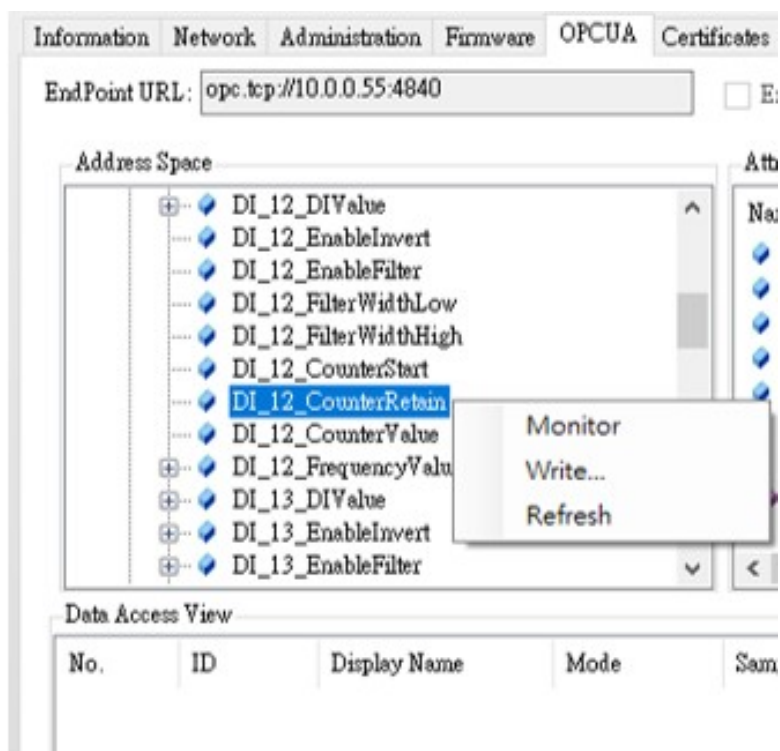 Information Network Administration Firmware OPCUA Certificates
EndPoint URL: opc.tcp://10.0.0.55:4840
Address Space
DI_12_DIValue
DI_12_EnableInvert
DI_12_EnableFilter
DI_12_FilterWidthLow
DI_12_FilterWidthHigh
DI_12_CounterStart
DI_12_CounterRetain
DI_12_CounterValue
DI_12_FrequencyValu
DI_13_DIValue
DI_13_EnableInvert
DI_13_EnableFilter
Monitor
Write...
Refresh
Data Access View
No. ID Display Name Mode